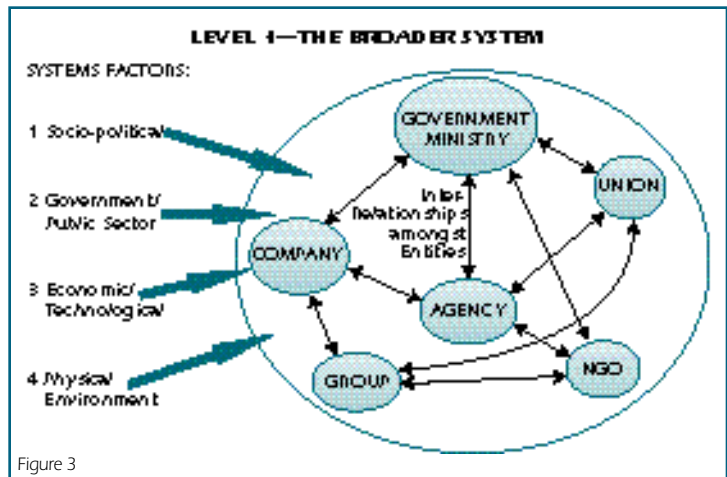 LEVEL 1—THE BROADER SYSTEM
SYSTEMS FACTORS:
1 Socio-political
2 Government/
Public Sector
3 Economic/
Technological
4 Physical
Environment
GOVERNMENT
MINISTRY
UNION
Inter-
Relationships
amongst
Entities
COMPANY
AGENCY
GROUP
NGO
Figure 3